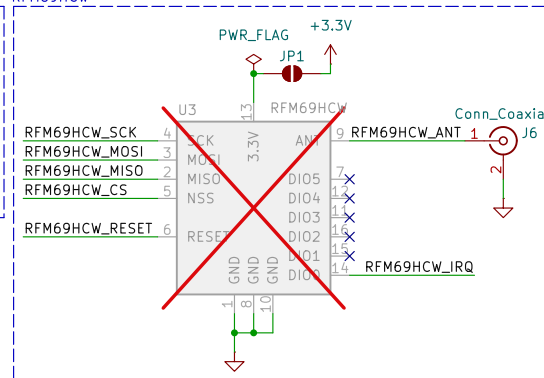 RFM69HCW
+3.3V
PWR_FLAG
JP1
U3
13
RFM69HCW
Conn_Coaxia
RFM69HCW_SCK 4 SCK 3.3V ANT 9 RFM69HCW_ANT 1 J6
RFM69HCW_MOSI 3 MOSI
RFM69HCW_MISO 2 MISO DIO5 7 2
RFM69HCW_CS 5 NSS DIO4 12
DIO3 11
RFM69HCW_RESET 6 RESET DIO2 16
DIO1 15
GND GND GND DIO0 14 RFM69HCW_IRQ
1 8 10